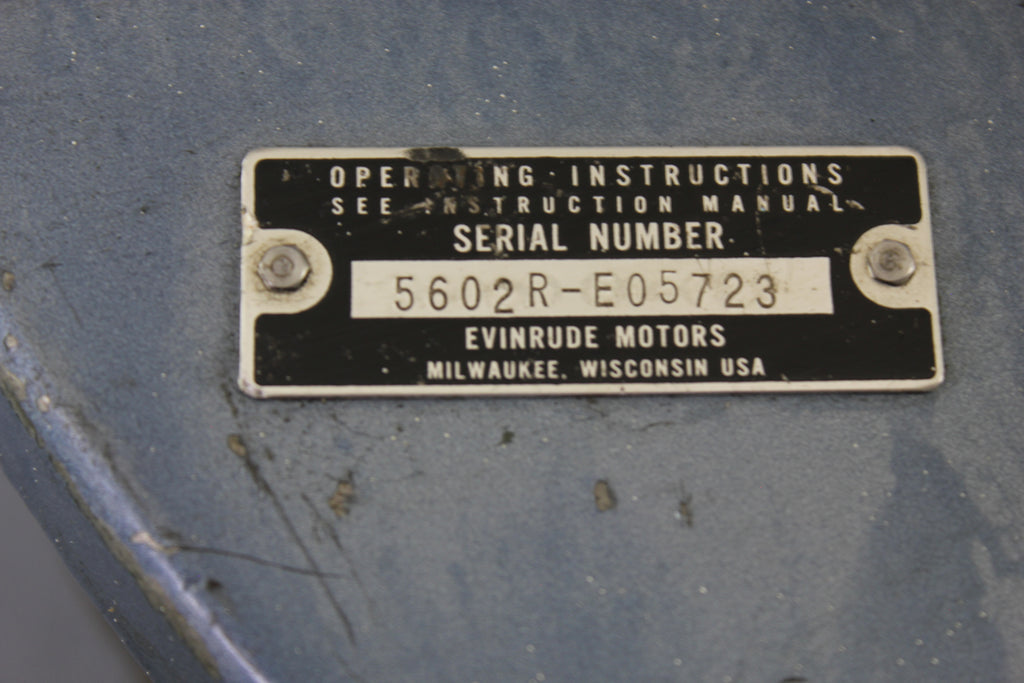 OPERATING INSTRUCTIONS
SEE INSTRUCTION MANUAL
SERIAL NUMBER
5602R-E05723
EVINRUDE MOTORS
MILWAUKEE, WISCONSIN USA